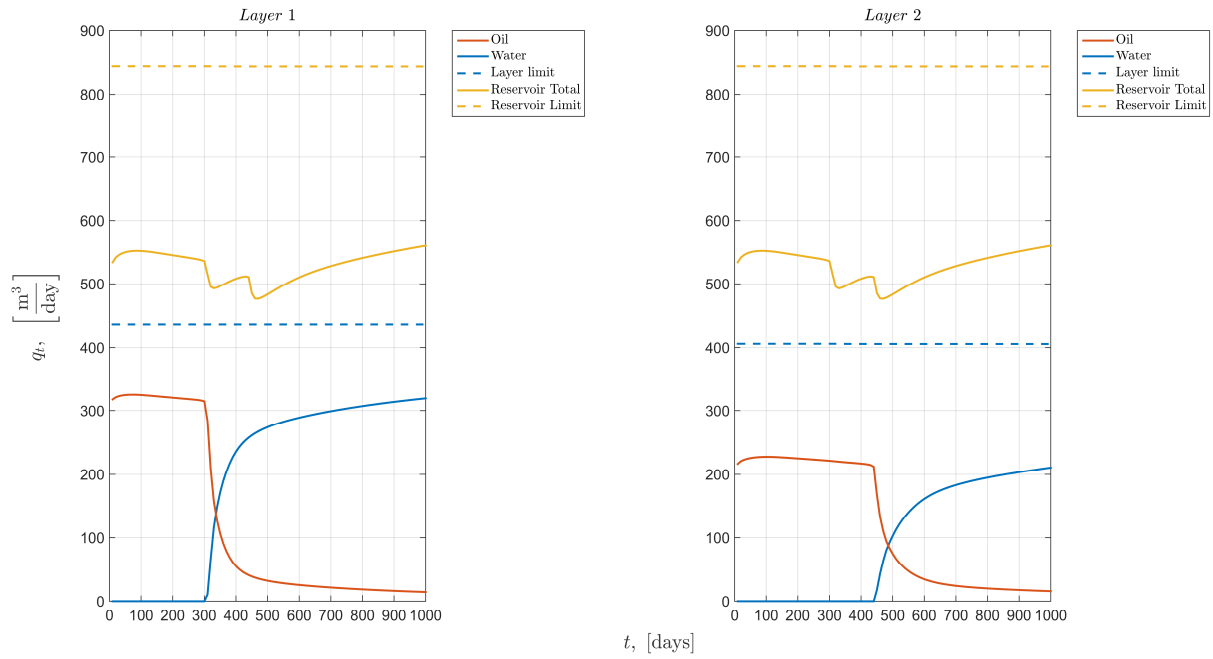 Layer 1
900
800
700
600
500
400
300
200
100
0
0 100 200 300 400 500 600 700 800 900 1000
Oil
Water
Layer limit
Reservoir Total
Reservoir Limit
Layer 2
900
800
700
600
500
400
300
200
100
0
0 100 200 300 400 500 600 700 800 900 1000
Oil
Water
Layer limit
Reservoir Total
Reservoir Limit
q_t, [m³/day]
t, [days]